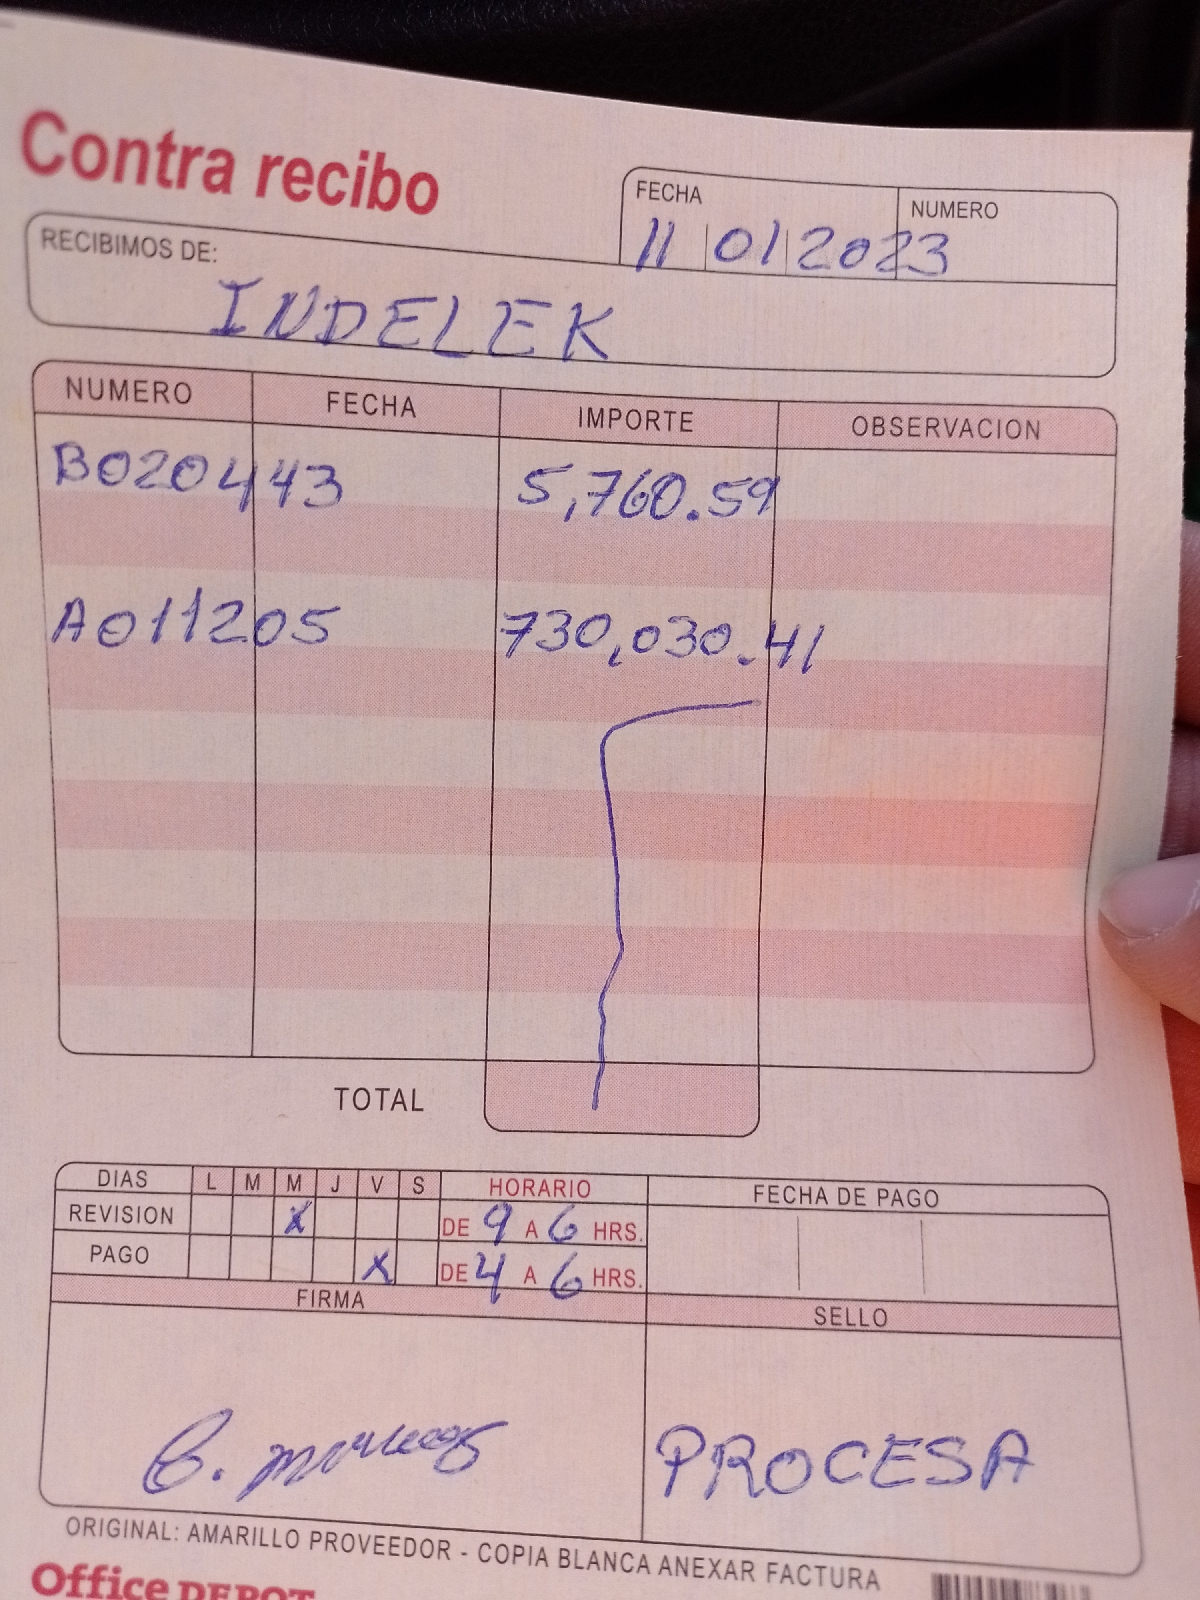 Contra recibo
FECHA NUMERO
11 01 2023
RECIBIMOS DE:
INDELEK
NUMERO FECHA IMPORTE OBSERVACION
B020443 5,760.59
A011205 730,030.41
TOTAL
DIAS L M M J V S HORARIO FECHA DE PAGO
REVISION X DE 9 A 6 HRS.
PAGO X DE 4 A 6 HRS.
FIRMA SELLO
PROCESA
ORIGINAL: AMARILLO PROVEEDOR - COPIA BLANCA ANEXAR FACTURA
Office DEPOT